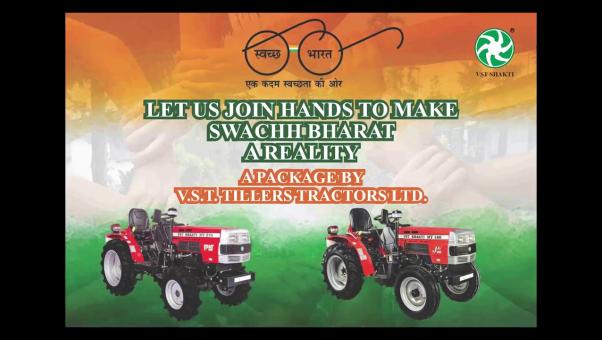 स्वच्छ भारत
एक कदम स्वच्छता की ओर
VST SHAKTI
LET US JOIN HANDS TO MAKE
SWACHH BHARAT
A REALITY
A PACKAGE BY
V.S.T. TILLERS TRACTORS LTD.